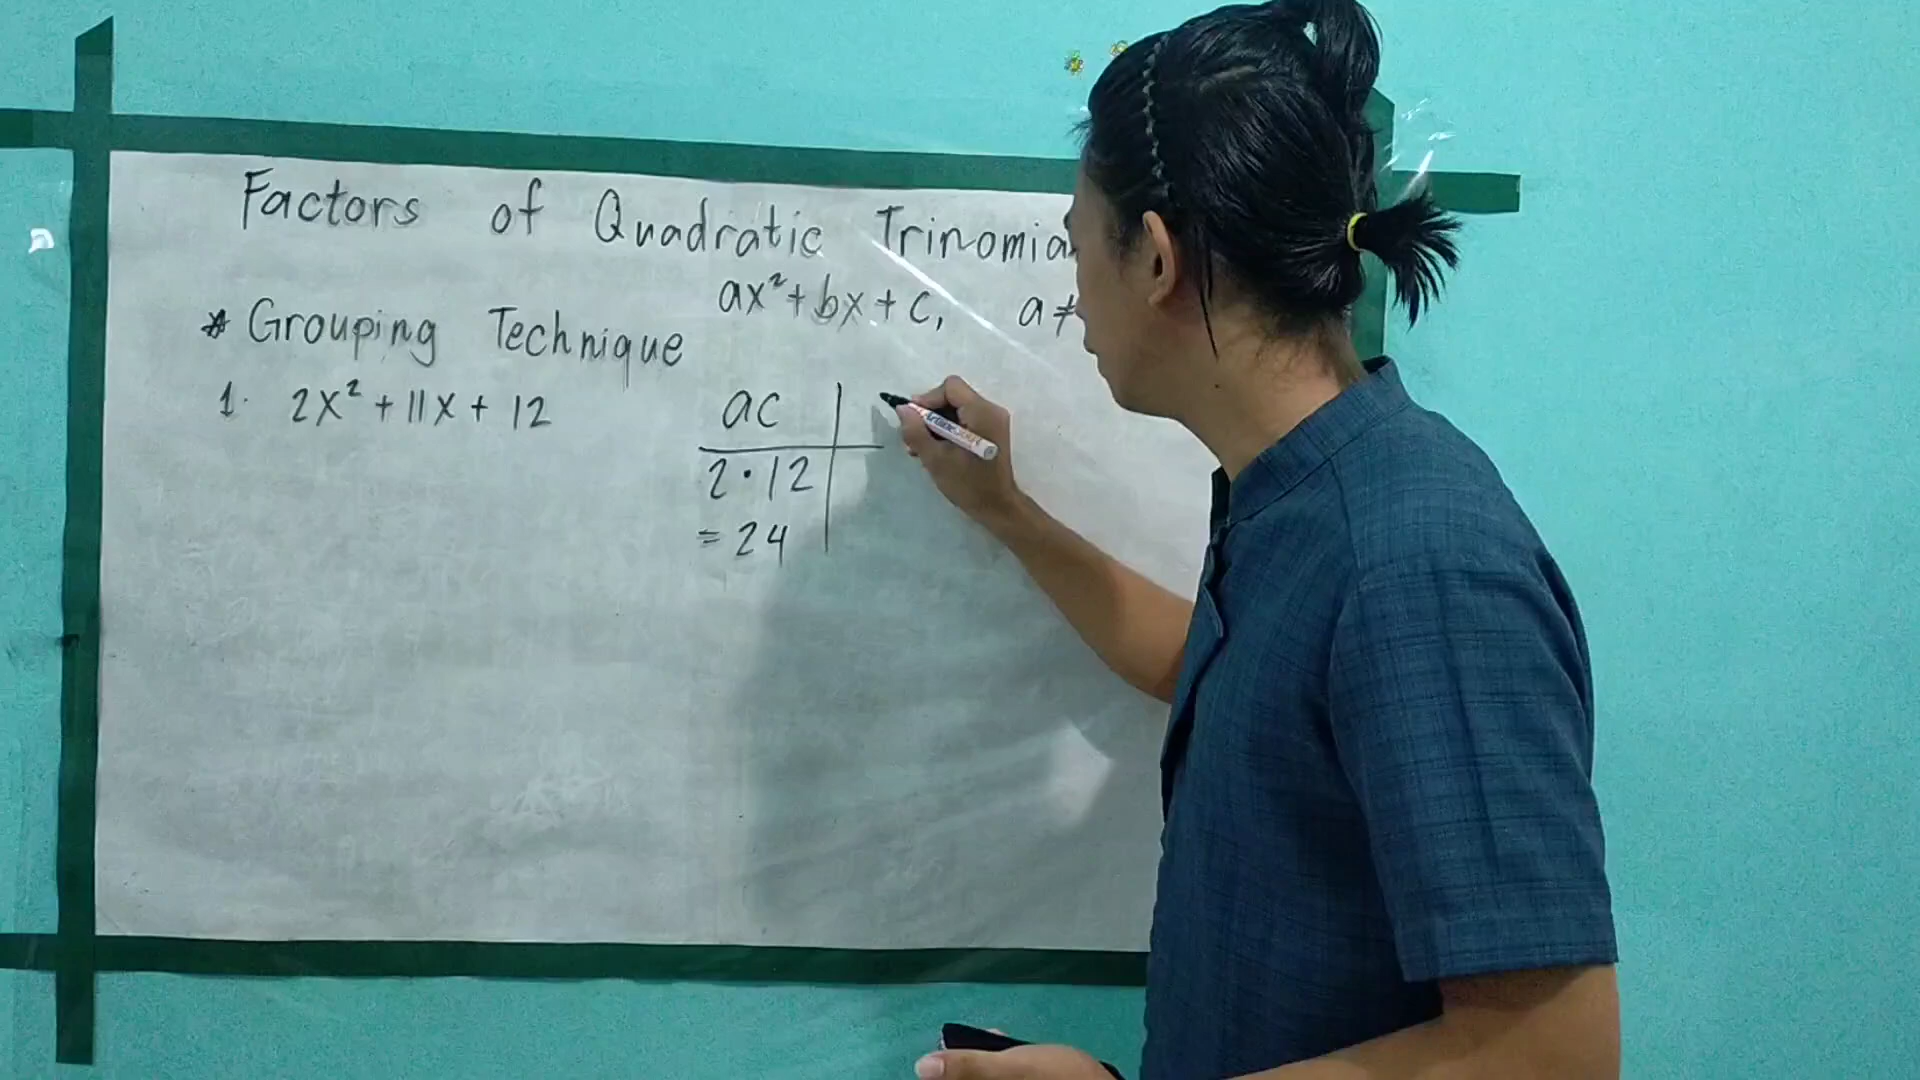 Factors of Quadratic Trinomia
ax² + bx + c, a ≠
* Grouping Technique
1. 2x² + 11x + 12
ac
2 · 12
= 24